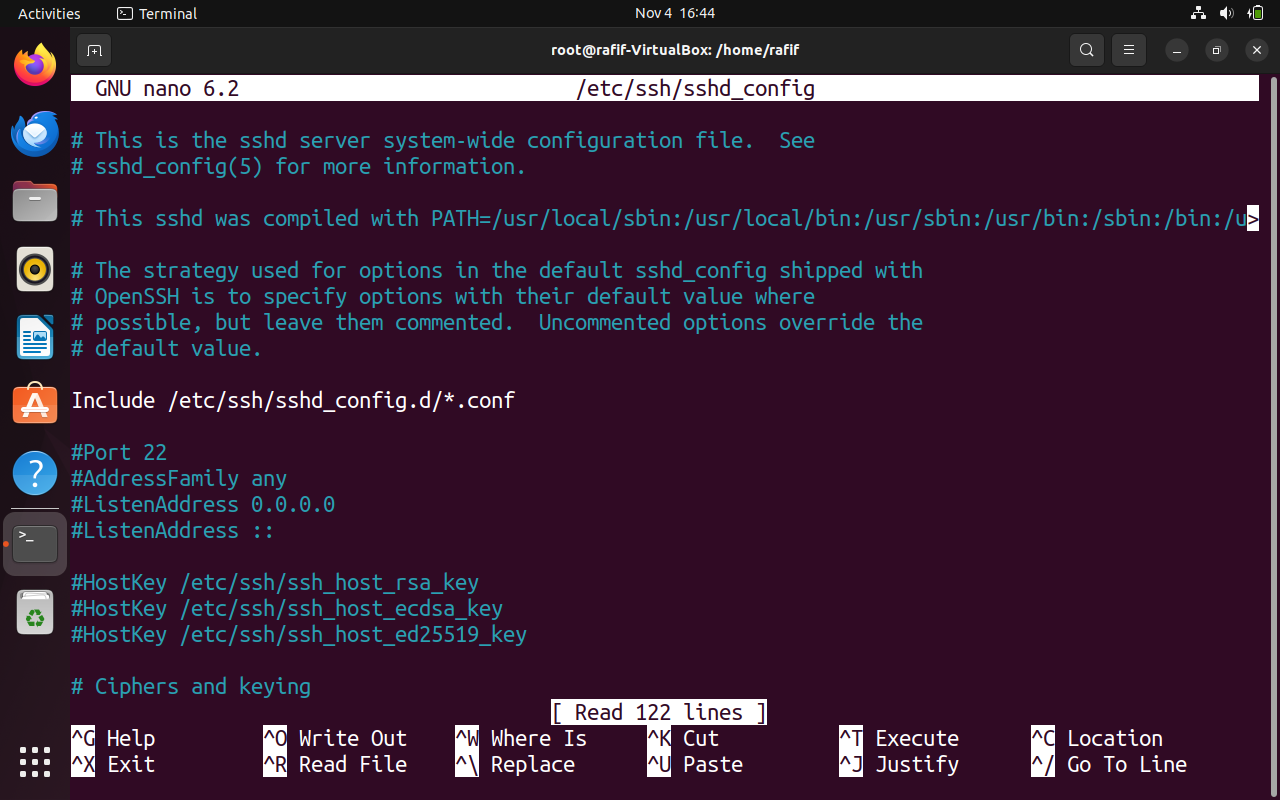 Activities Terminal Nov 4 16:44
root@rafif-VirtualBox: /home/rafif
GNU nano 6.2 /etc/ssh/sshd_config
# This is the sshd server system-wide configuration file.  See
# sshd_config(5) for more information.
# This sshd was compiled with PATH=/usr/local/sbin:/usr/local/bin:/usr/sbin:/usr/bin:/sbin:/bin:/u>
# The strategy used for options in the default sshd_config shipped with
# OpenSSH is to specify options with their default value where
# possible, but leave them commented.  Uncommented options override the
# default value.
Include /etc/ssh/sshd_config.d/*.conf
#Port 22
#AddressFamily any
#ListenAddress 0.0.0.0
#ListenAddress ::
#HostKey /etc/ssh/ssh_host_rsa_key
#HostKey /etc/ssh/ssh_host_ecdsa_key
#HostKey /etc/ssh/ssh_host_ed25519_key
# Ciphers and keying
[ Read 122 lines ]
^G Help ^O Write Out ^W Where Is ^K Cut ^T Execute ^C Location
^X Exit ^R Read File ^\ Replace ^U Paste ^J Justify ^/ Go To Line